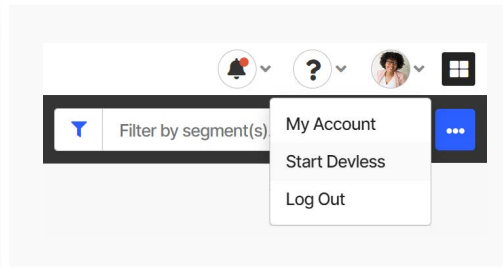 ?
Filter by segment(s)
My Account
Start Devless
Log Out